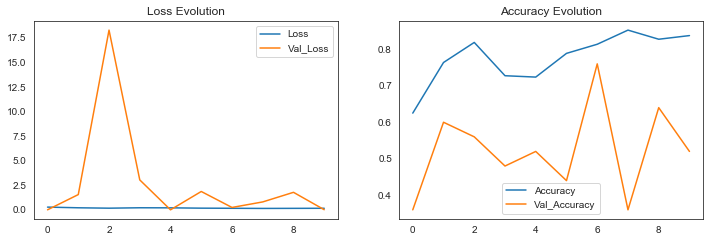 Loss Evolution
Loss
Val_Loss
17.5
15.0
12.5
10.0
7.5
5.0
2.5
0.0
0 2 4 6 8
Accuracy Evolution
0.8
0.7
0.6
0.5
0.4
Accuracy
Val_Accuracy
0 2 4 6 8